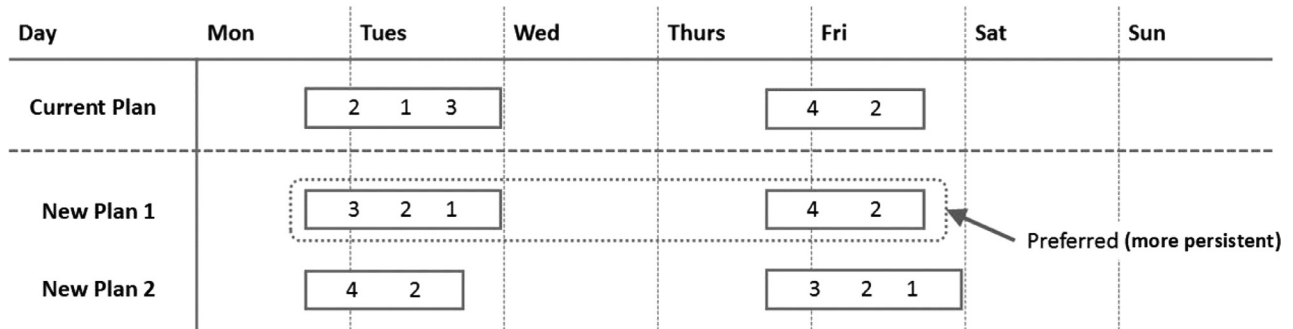 Day Mon Tues Wed Thurs Fri Sat Sun
Current Plan 2 1 3 4 2
New Plan 1 3 2 1 4 2
Preferred (more persistent)
New Plan 2 4 2 3 2 1